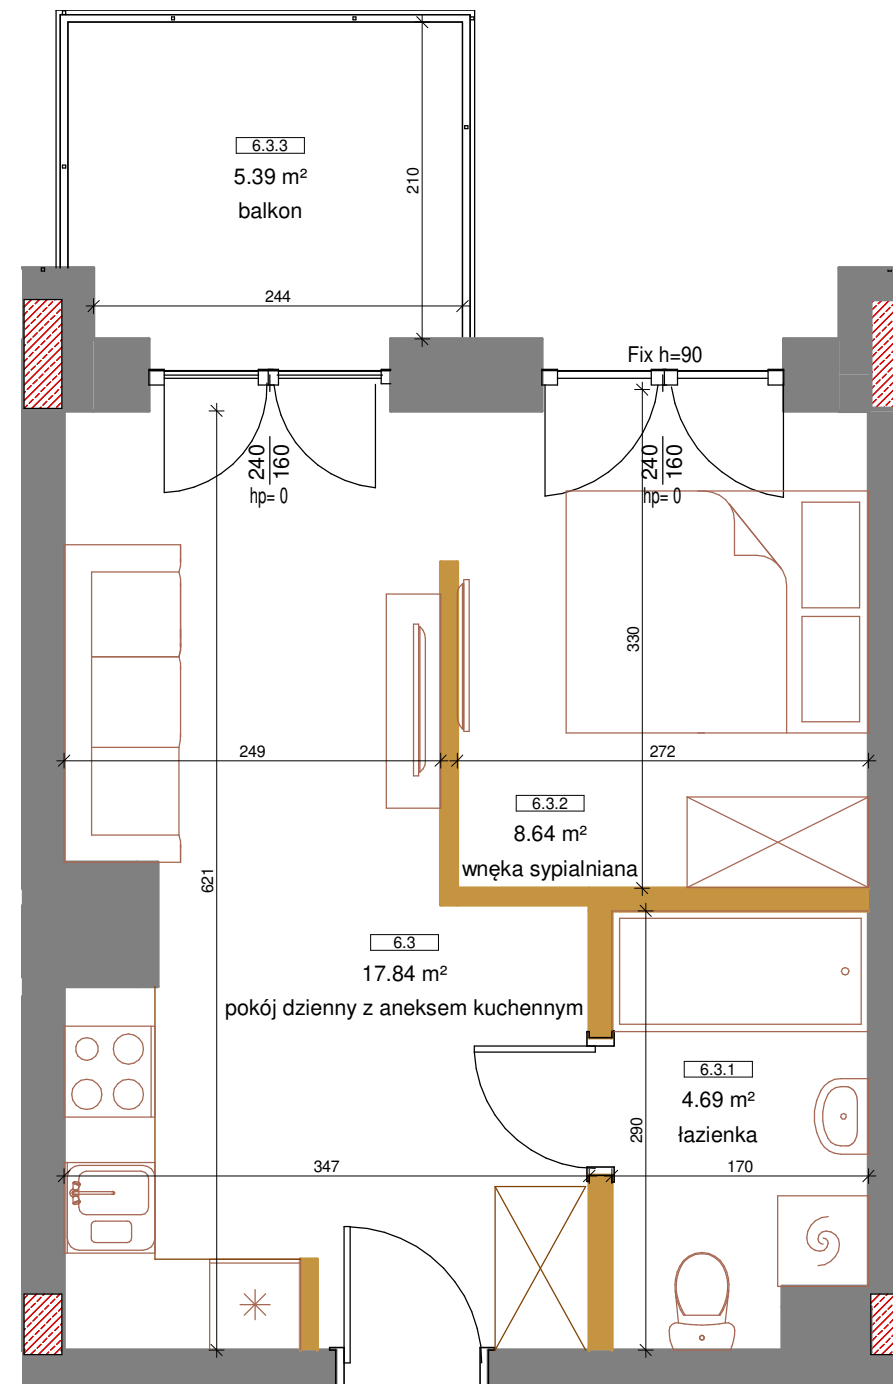 6.3.3
5.39 m²
balkon
210
244
Fix h=90
240
160
hp= 0
240
160
hp= 0
330
249
272
6.3.2
8.64 m²
wnęka sypialniana
621
6.3
17.84 m²
pokój dzienny z aneksem kuchennym
6.3.1
4.69 m²
łazienka
290
347
170